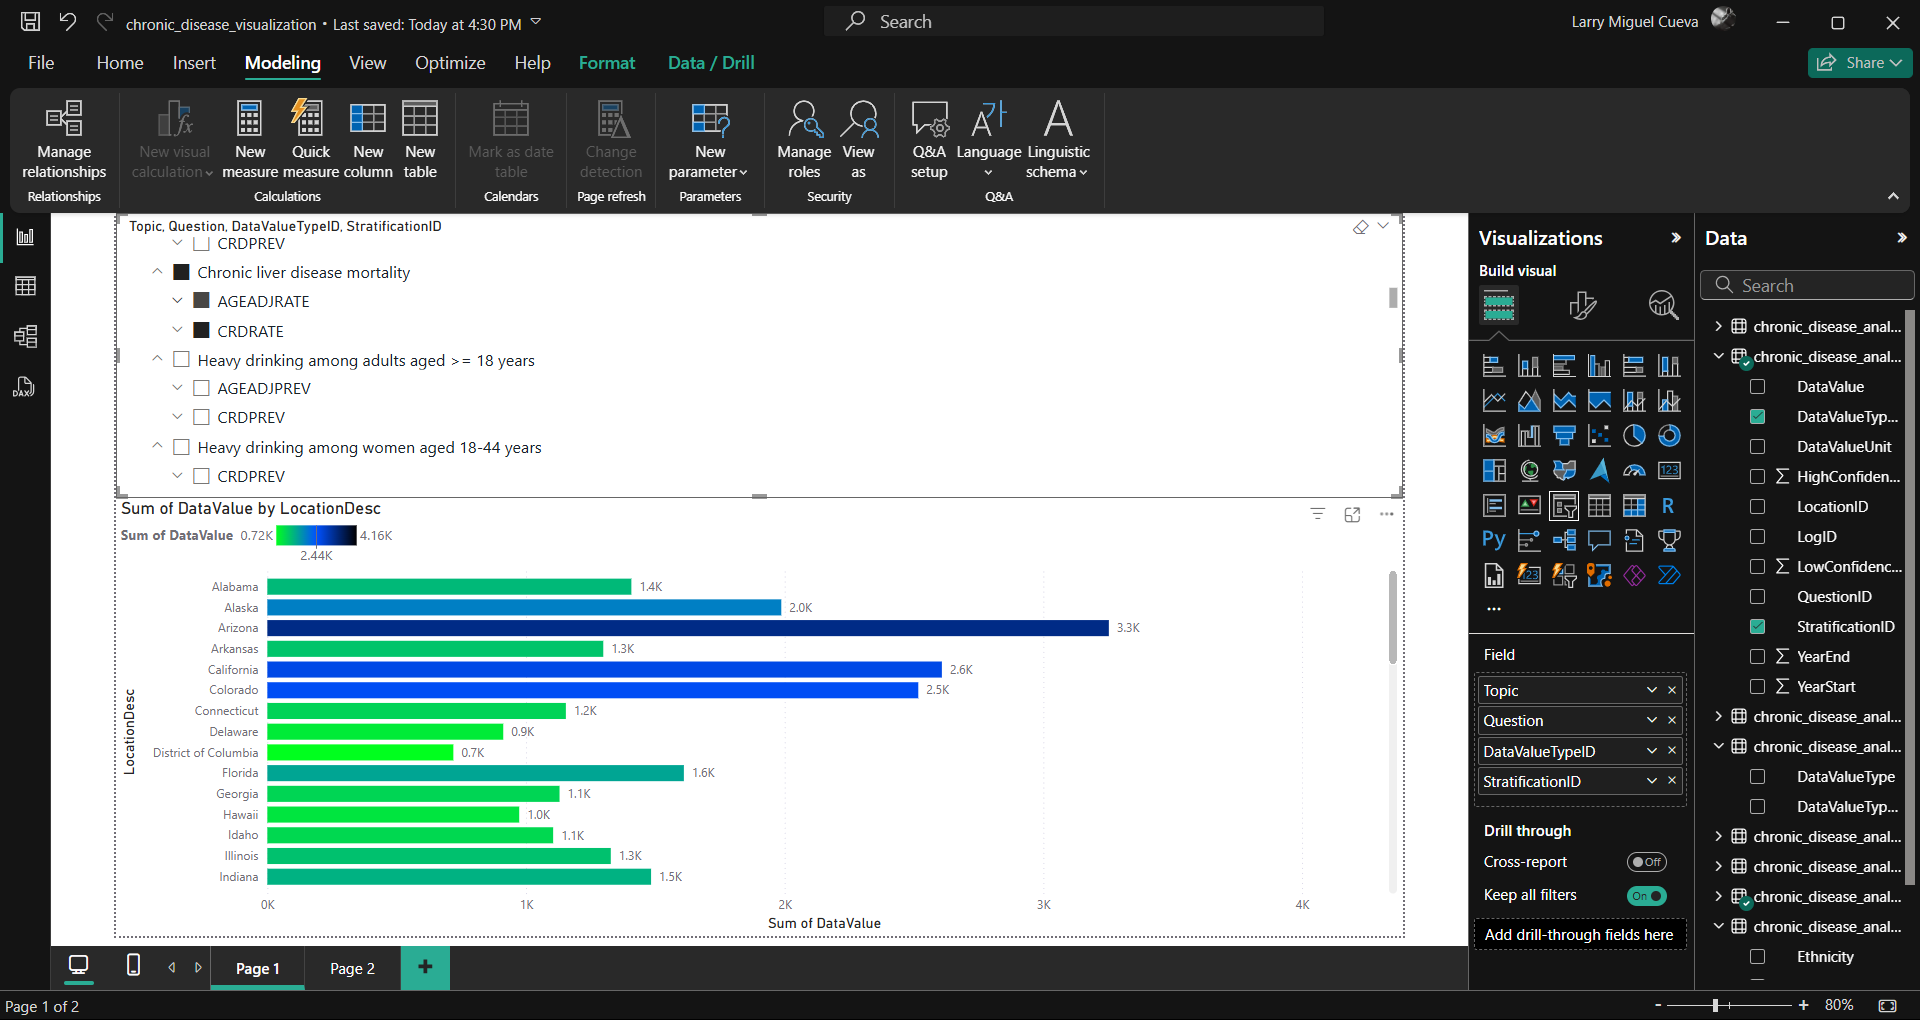 chronic_disease_visualization • Last saved: Today at 4:30 PM
Search
Larry Miguel Cueva
File
Home
Insert
Modeling
View
Optimize
Help
Format
Data / Drill
Share
Manage
relationships
Relationships
New visual
calculation
New
measure
Quick
measure
New
column
New
table
Calculations
Mark as date
table
Calendars
Change
detection
Page refresh
New
parameter
Parameters
Manage
roles
View
as
Security
Q&A
setup
Language
Linguistic
schema
Q&A
Topic, Question, DataValueTypeID, StratificationID
CRDPREV
Chronic liver disease mortality
AGEADJRATE
CRDRATE
Heavy drinking among adults aged >= 18 years
AGEADJPREV
CRDPREV
Heavy drinking among women aged 18-44 years
CRDPREV
Sum of DataValue by LocationDesc
Sum of DataValue 0.72K 4.16K
2.44K
LocationDesc
Alabama 1.4K
Alaska 2.0K
Arizona 3.3K
Arkansas 1.3K
California 2.6K
Colorado 2.5K
Connecticut 1.2K
Delaware 0.9K
District of Columbia 0.7K
Florida 1.6K
Georgia 1.1K
Hawaii 1.0K
Idaho 1.1K
Illinois 1.3K
Indiana 1.5K
0K 1K 2K 3K 4K
Sum of DataValue
Visualizations
Build visual
123
R
Py
123
...
Field
Topic
Question
DataValueTypeID
StratificationID
Drill through
Cross-report Off
Keep all filters On
Add drill-through fields here
Data
Search
chronic_disease_anal...
chronic_disease_anal...
DataValue
DataValueTyp...
DataValueUnit
HighConfiden...
LocationID
LogID
LowConfidenc...
QuestionID
StratificationID
YearEnd
YearStart
chronic_disease_anal...
chronic_disease_anal...
DataValueType
DataValueTyp...
chronic_disease_anal...
chronic_disease_anal...
chronic_disease_anal...
chronic_disease_anal...
Ethnicity
DAX
Page 1
Page 2
+
Page 1 of 2
- + 80%